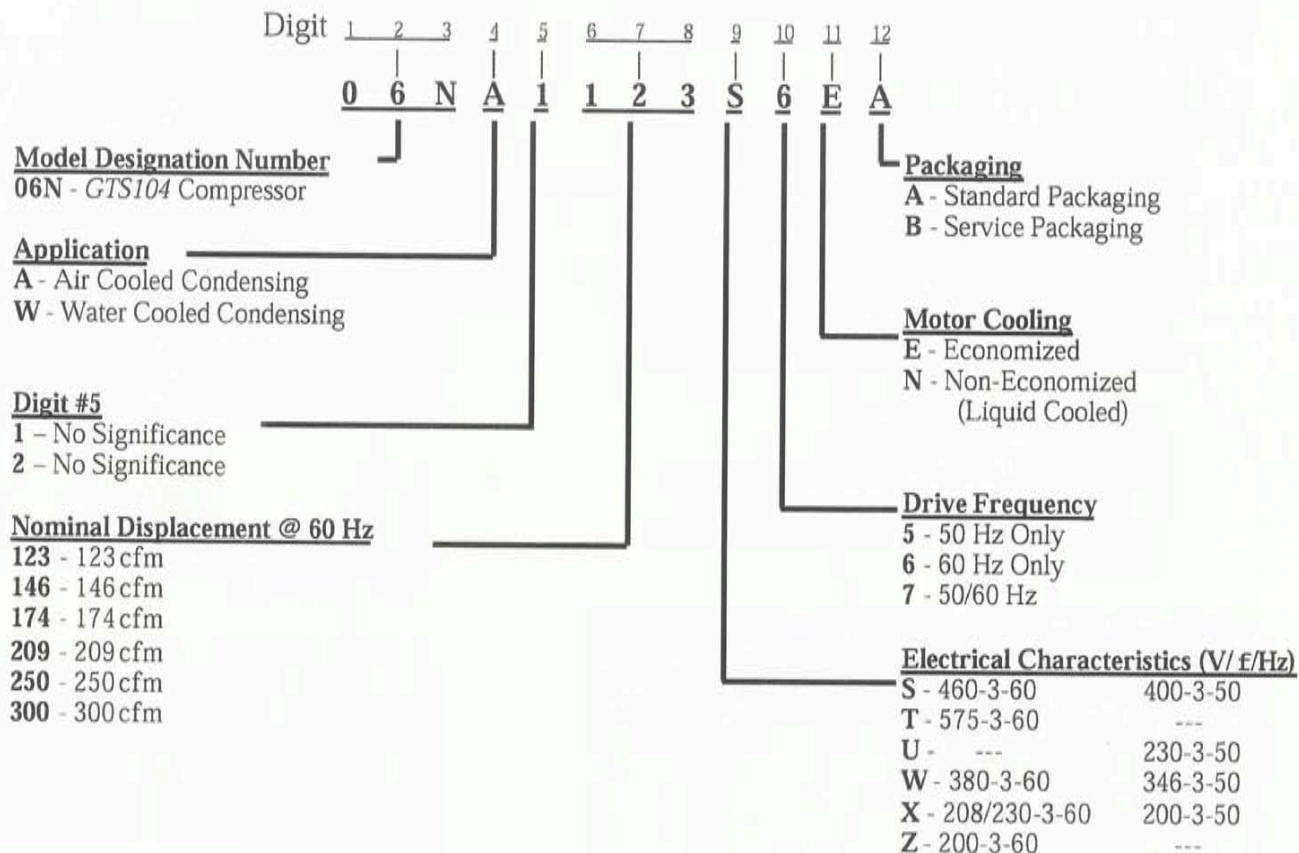 Digit 1 2 3 4 5 6 7 8 9 10 11 12
0 6 N A 1 1 2 3 S 6 E A
Model Designation Number
06N - GTS104 Compressor
Application
A - Air Cooled Condensing
W - Water Cooled Condensing
Digit #5
1 – No Significance
2 – No Significance
Nominal Displacement @ 60 Hz
123 - 123 cfm
146 - 146 cfm
174 - 174 cfm
209 - 209 cfm
250 - 250 cfm
300 - 300 cfm
Packaging
A - Standard Packaging
B - Service Packaging
Motor Cooling
E - Economized
N - Non-Economized
(Liquid Cooled)
Drive Frequency
5 - 50 Hz Only
6 - 60 Hz Only
7 - 50/60 Hz
Electrical Characteristics (V/ f/Hz)
S - 460-3-60 400-3-50
T - 575-3-60 ---
U - --- 230-3-50
W - 380-3-60 346-3-50
X - 208/230-3-60 200-3-50
Z - 200-3-60 ---